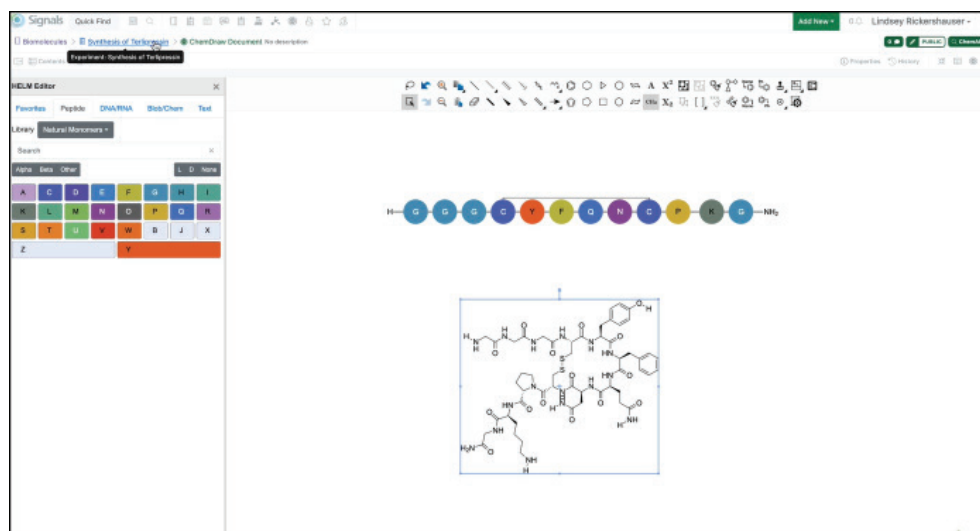 Signals Quick Find Add New Lindsey Rickershauser
Biomolecules > Synthesis of Terlipressin > ChemDraw Document No description PUBLIC
Experiment: Synthesis of Terlipressin
Properties History
HELM Editor ×
Favorites Peptide DNA/RNA Blob/Chem Text
Library Natural Monomers
Search ×
Alpha Beta Other L D None
A C D E F G H I
K L M N O P Q R
S T U V W B J X
Z Y
H G G G C Y F Q N C P K G NH₂